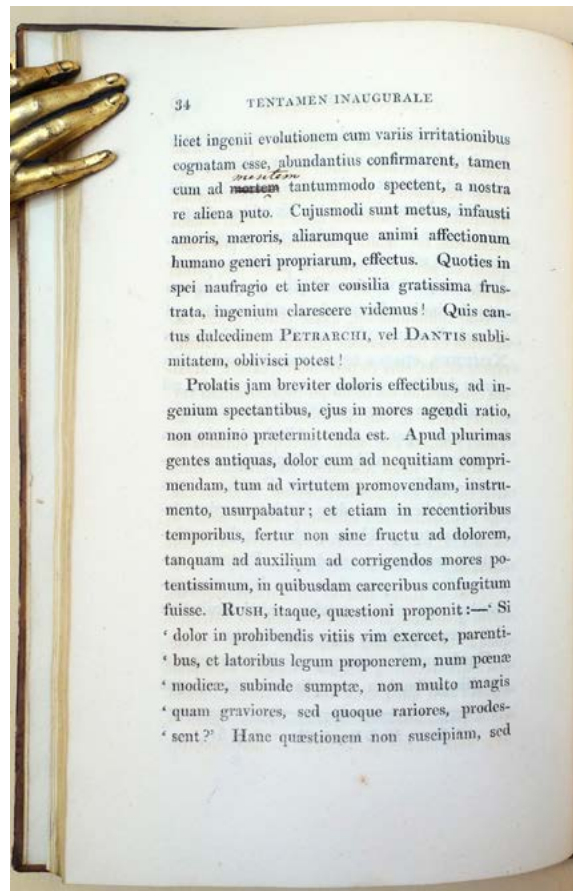 34 TENTAMEN INAUGURALE
licet ingenii evolutionem cum variis irritationibus
cognatam esse, abundantius confirmarent, tamen
mentem
cum ad mortem tantummodo spectent, a nostra
re aliena puto. Cujusmodi sunt metus, infausti
amoris, mæroris, aliarumque animi affectionum
humano generi propriarum, effectus. Quoties in
spei naufragio et inter consilia gratissima frus-
trata, ingenium clarescere videmus! Quis can-
tus dulcedinem PETRARCHI, vel DANTIS subli-
mitatem, oblivisci potest!
Prolatis jam breviter doloris effectibus, ad in-
genium spectantibus, ejus in mores agendi ratio,
non omnino prætermittenda est. Apud plurimas
gentes antiquas, dolor cum ad nequitiam compri-
mendam, tum ad virtutem promovendam, instru-
mento, usurpabatur; et etiam in recentioribus
temporibus, fertur non sine fructu ad dolorem,
tanquam ad auxilium ad corrigendos mores po-
tentissimum, in quibusdam carceribus confugitum
fuisse. RUSH, itaque, quæstioni proponit:—‘ Si
‘ dolor in prohibendis vitiis vim exercet, parenti-
‘ bus, et latoribus legum proponerem, num pœnæ
‘ modicæ, subinde sumptæ, non multo magis
‘ quam graviores, sed quoque rariores, prodes-
‘ sent?’ Hanc quæstionem non suscipiam, sed